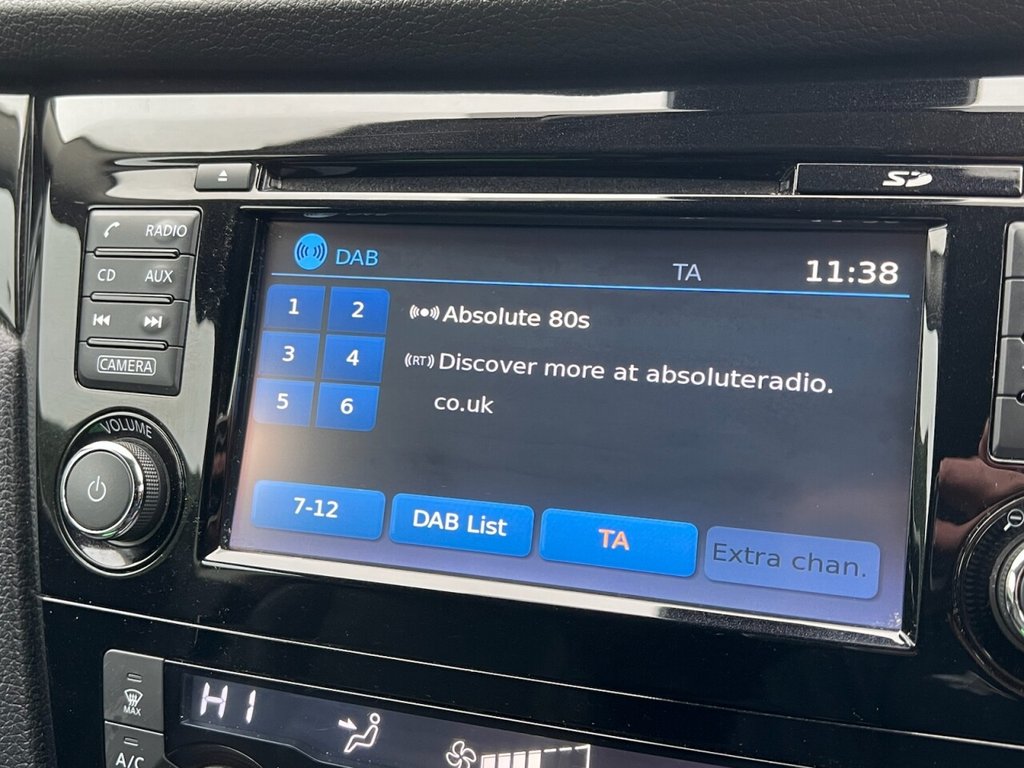 SD
RADIO
CD AUX
CAMERA
VOLUME
DAB TA 11:38
1 2
3 4
5 6
Absolute 80s
(RT) Discover more at absoluteradio.
co.uk
7-12 DAB List TA Extra chan.
MAX
HI
A/C